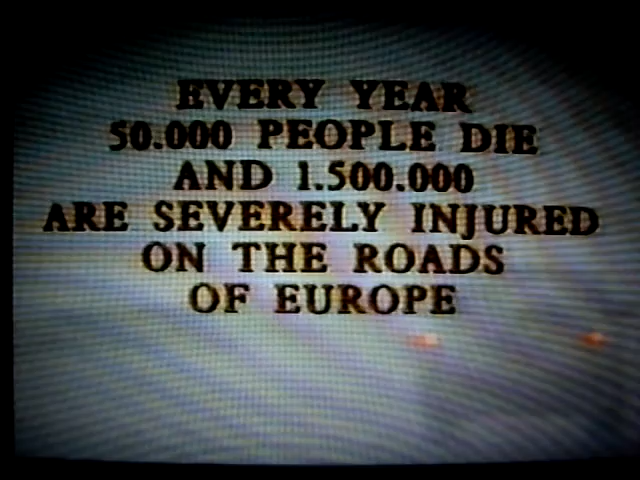 EVERY YEAR
50.000 PEOPLE DIE
AND 1.500.000
ARE SEVERELY INJURED
ON THE ROADS
OF EUROPE